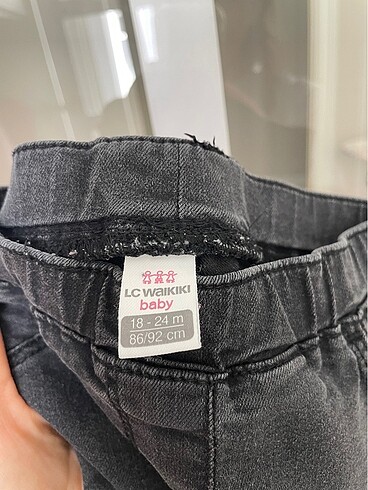 LC WAIKIKI
baby
18 - 24 m
86/92 cm